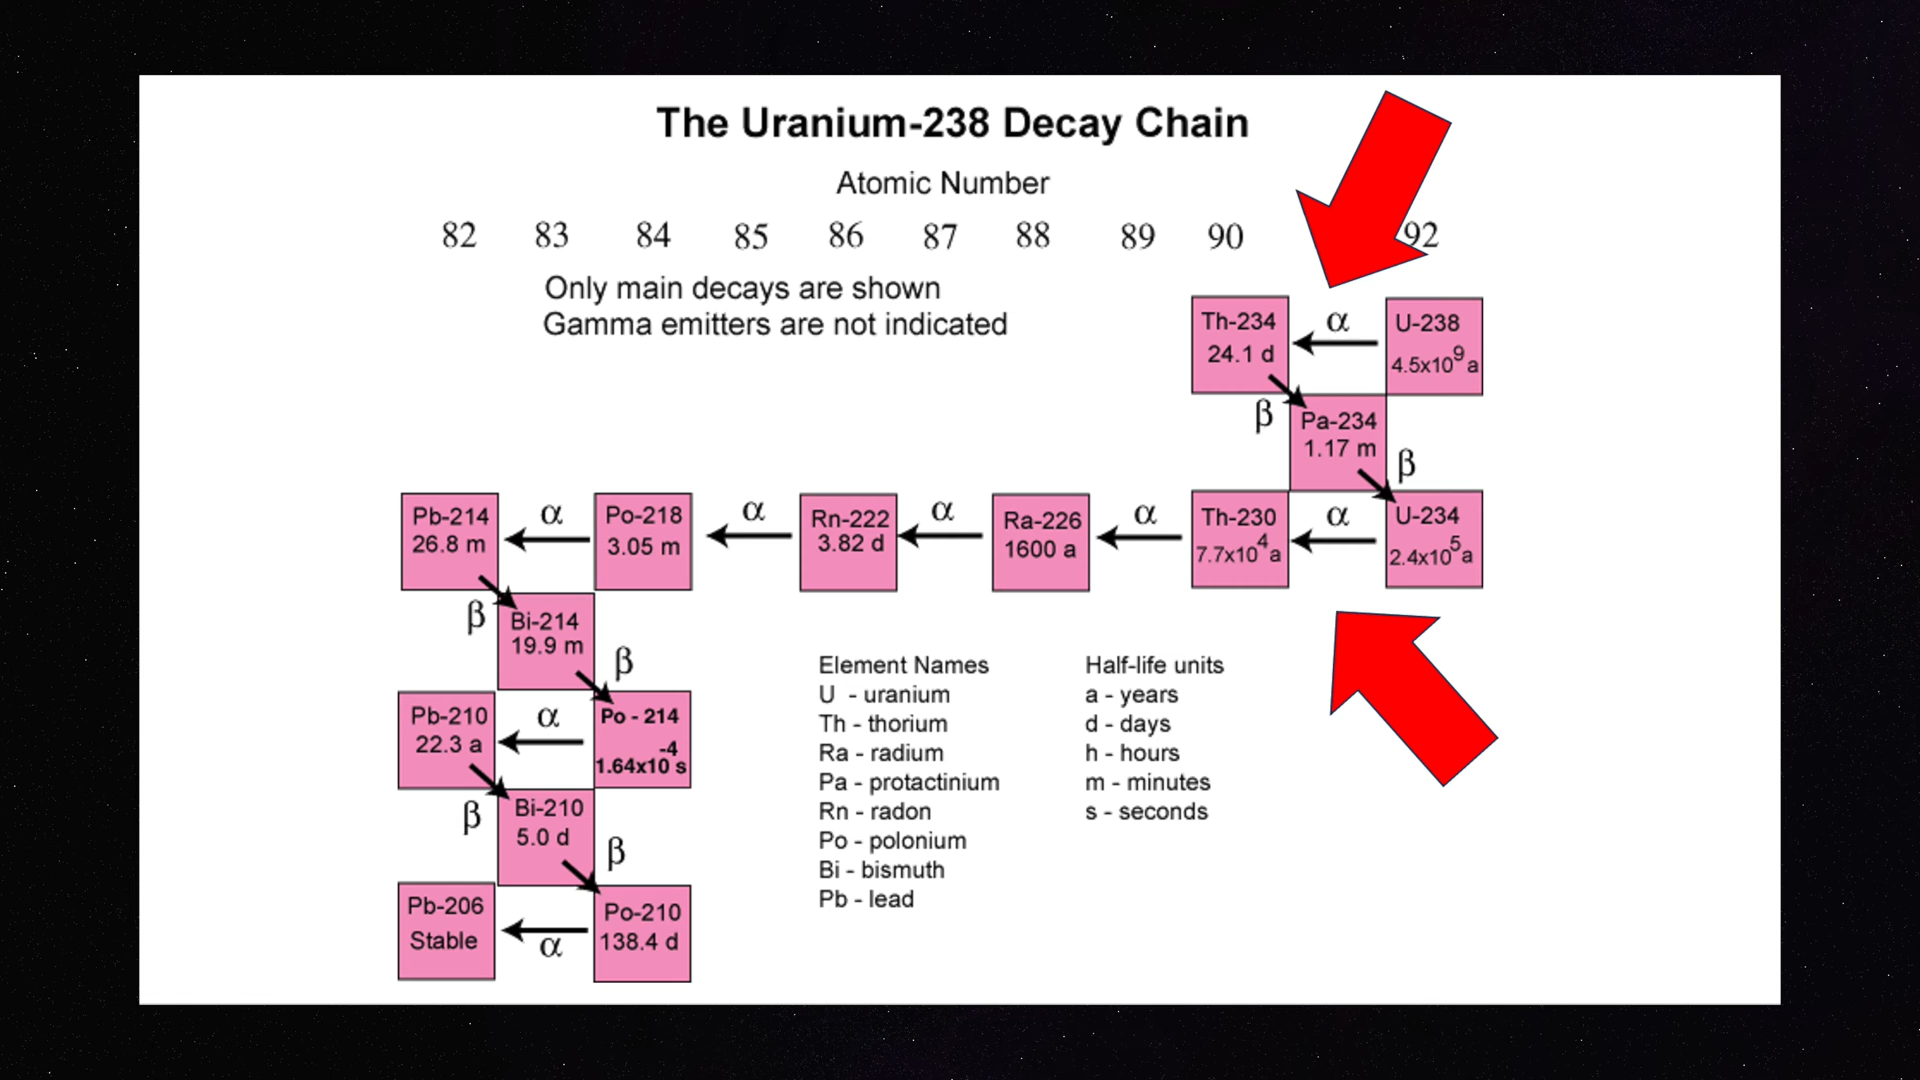 The Uranium-238 Decay Chain
Atomic Number
82 83 84 85 86 87 88 89 90 92
Only main decays are shown
Gamma emitters are not indicated
Th-234
24.1 d
α
U-238
4.5x10⁹ a
β
Pa-234
1.17 m
β
Pb-214
26.8 m
α
Po-218
3.05 m
α
Rn-222
3.82 d
α
Ra-226
1600 a
α
Th-230
7.7x10⁴ a
α
U-234
2.4x10⁵ a
β
Bi-214
19.9 m
β
Pb-210
22.3 a
α
Po - 214
-4
1.64x10 s
β
Bi-210
5.0 d
β
Pb-206
Stable
α
Po-210
138.4 d
Element Names
U - uranium
Th - thorium
Ra - radium
Pa - protactinium
Rn - radon
Po - polonium
Bi - bismuth
Pb - lead
Half-life units
a - years
d - days
h - hours
m - minutes
s - seconds